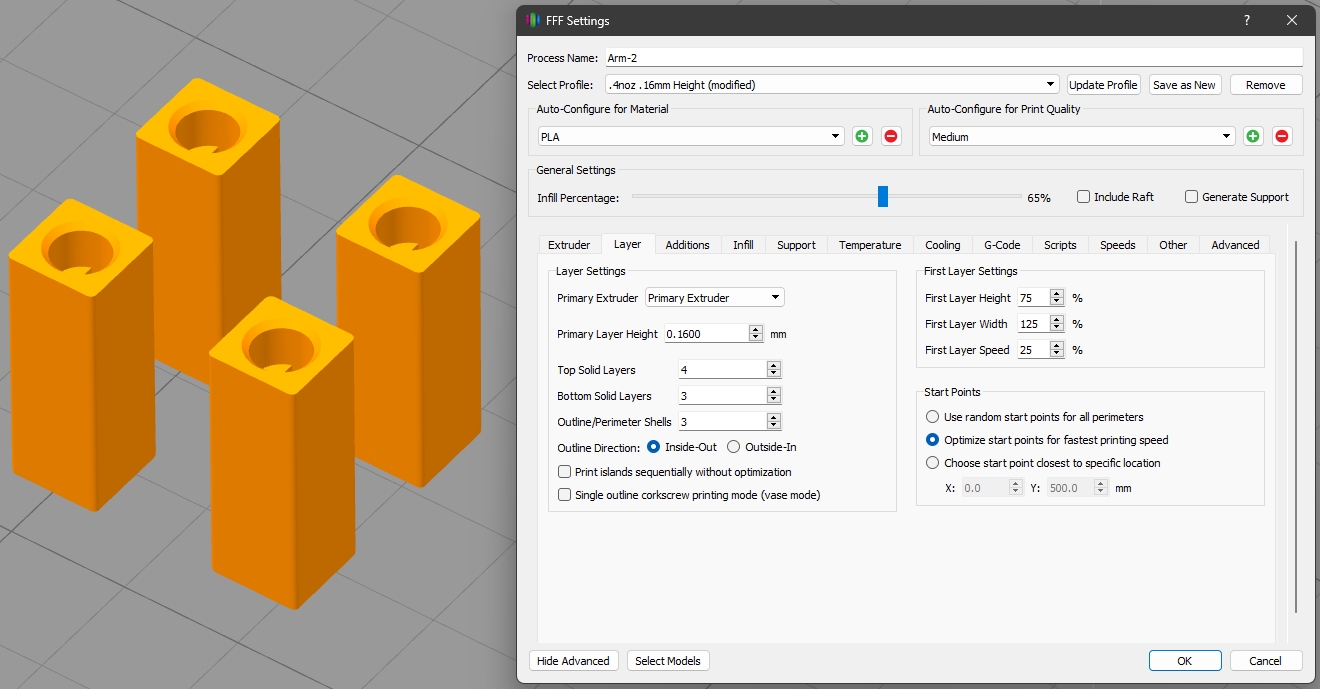 FFF Settings
?
Process Name: Arm-2
Select Profile: .4noz .16mm Height (modified) Update Profile Save as New Remove
Auto-Configure for Material
PLA
Auto-Configure for Print Quality
Medium
General Settings
Infill Percentage: 65% Include Raft Generate Support
Extruder Layer Additions Infill Support Temperature Cooling G-Code Scripts Speeds Other Advanced
Layer Settings
Primary Extruder Primary Extruder
Primary Layer Height 0.1600 mm
Top Solid Layers 4
Bottom Solid Layers 3
Outline/Perimeter Shells 3
Outline Direction: Inside-Out Outside-In
Print islands sequentially without optimization
Single outline corkscrew printing mode (vase mode)
First Layer Settings
First Layer Height 75 %
First Layer Width 125 %
First Layer Speed 25 %
Start Points
Use random start points for all perimeters
Optimize start points for fastest printing speed
Choose start point closest to specific location
X: 0.0 Y: 500.0 mm
Hide Advanced Select Models OK Cancel